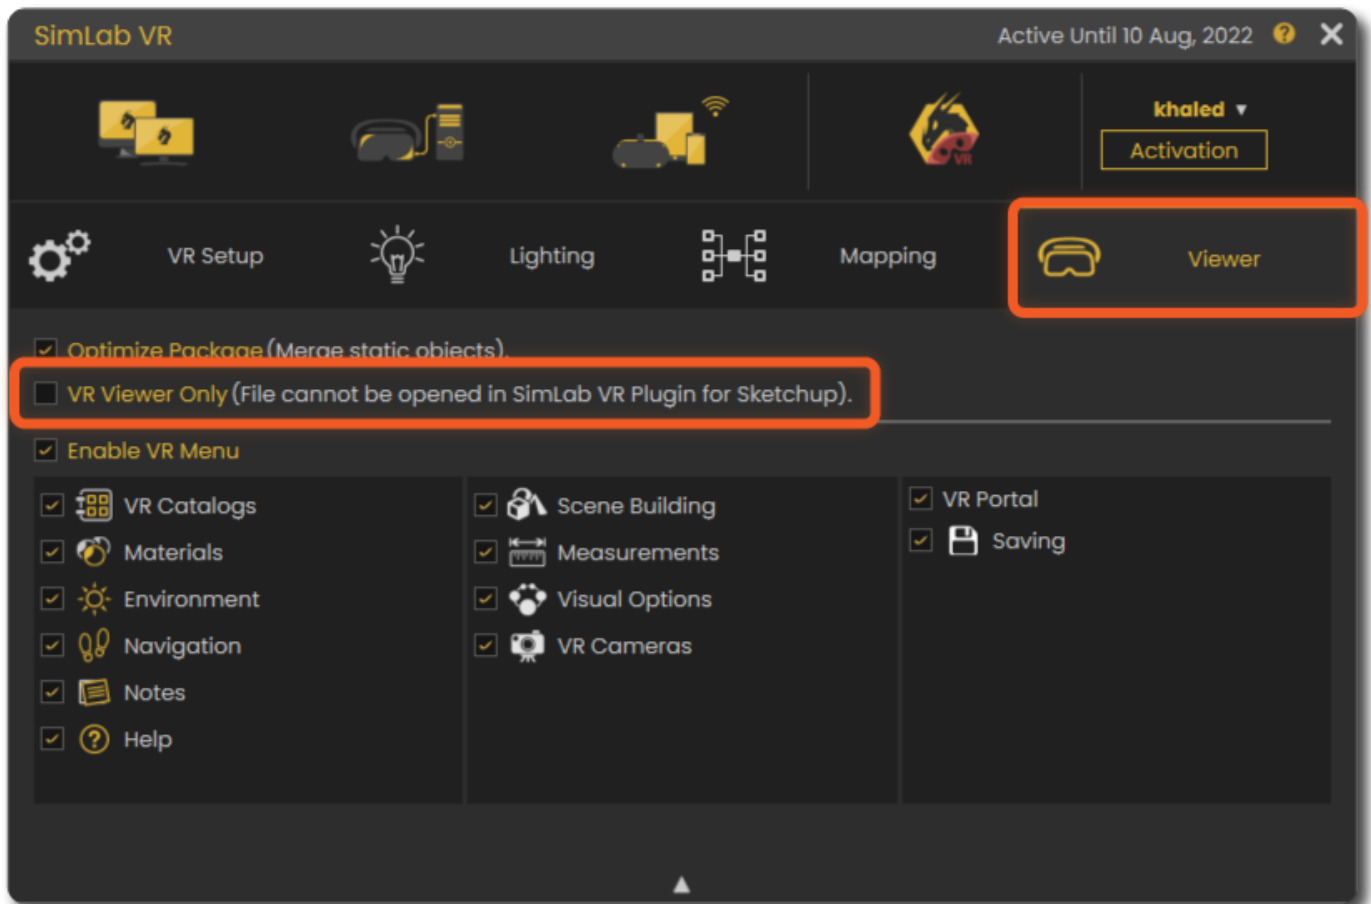 SimLab VR
Active Until 10 Aug, 2022 ?
VR
khaled
Activation
VR Setup
Lighting
Mapping
Viewer
Optimize Package (Merge static objects).
VR Viewer Only (File cannot be opened in SimLab VR Plugin for Sketchup).
Enable VR Menu
VR Catalogs
Materials
Environment
Navigation
Notes
? Help
Scene Building
Measurements
Visual Options
VR Cameras
VR Portal
Saving